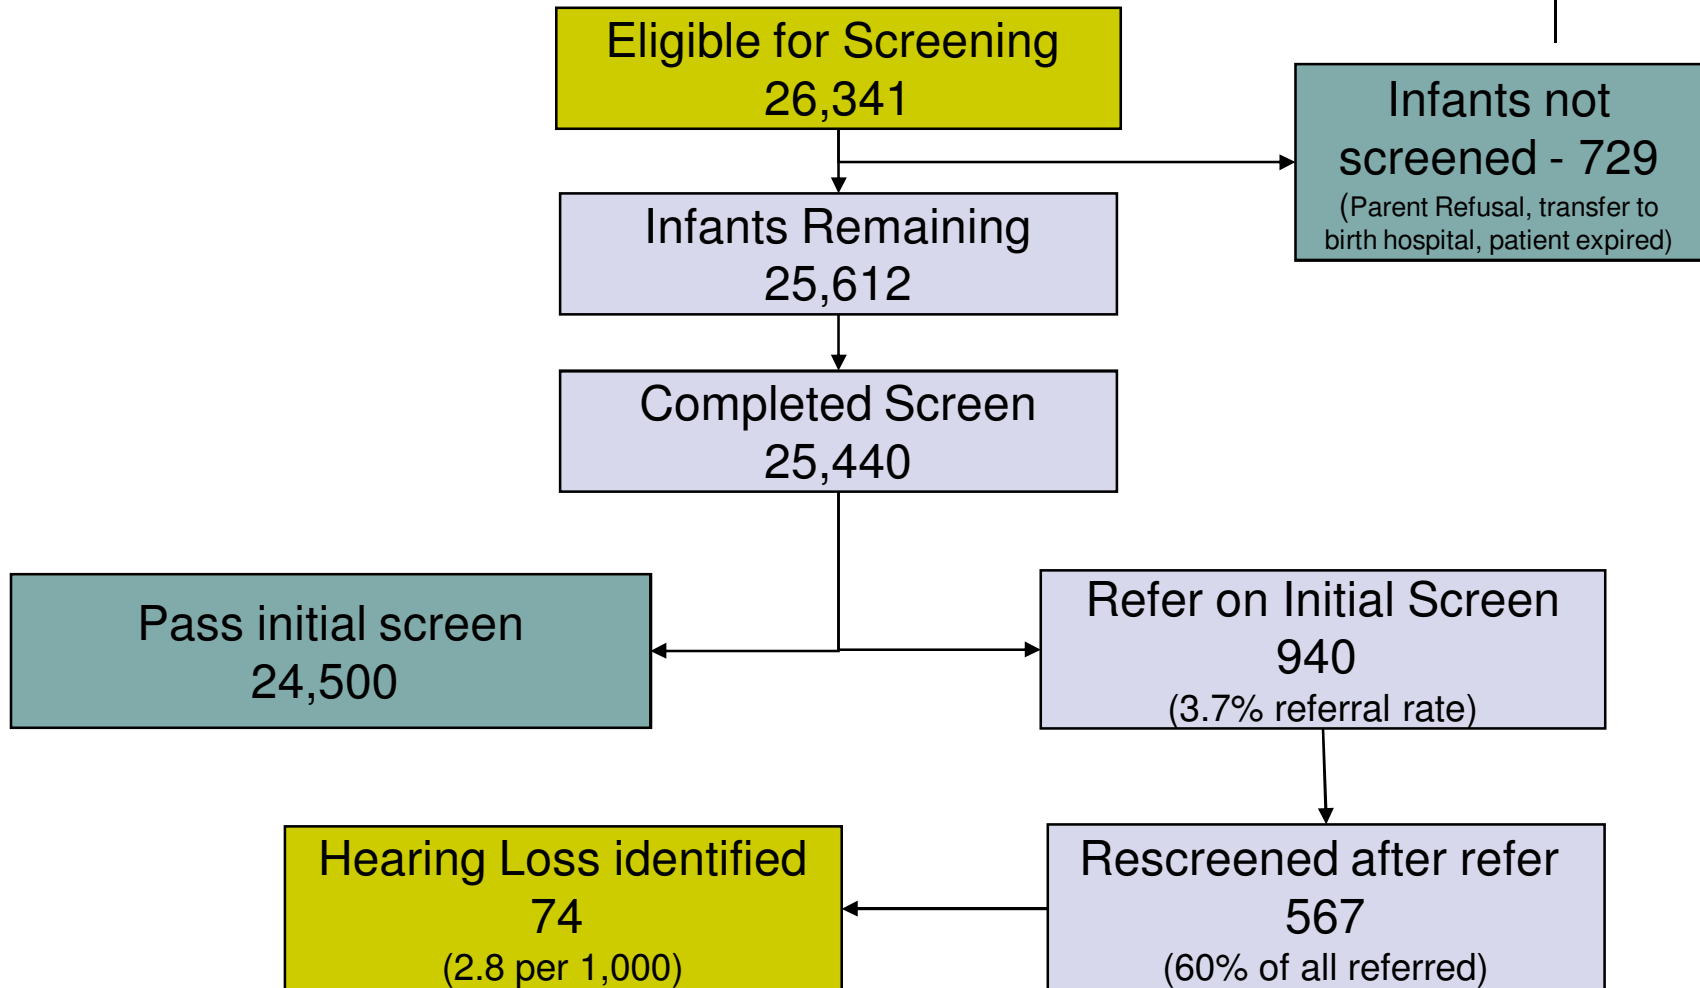 Eligible for Screening
26,341
Infants not
screened - 729
(Parent Refusal, transfer to
birth hospital, patient expired)
Infants Remaining
25,612
Completed Screen
25,440
Pass initial screen
24,500
Refer on Initial Screen
940
(3.7% referral rate)
Hearing Loss identified
74
(2.8 per 1,000)
Rescreened after refer
567
(60% of all referred)